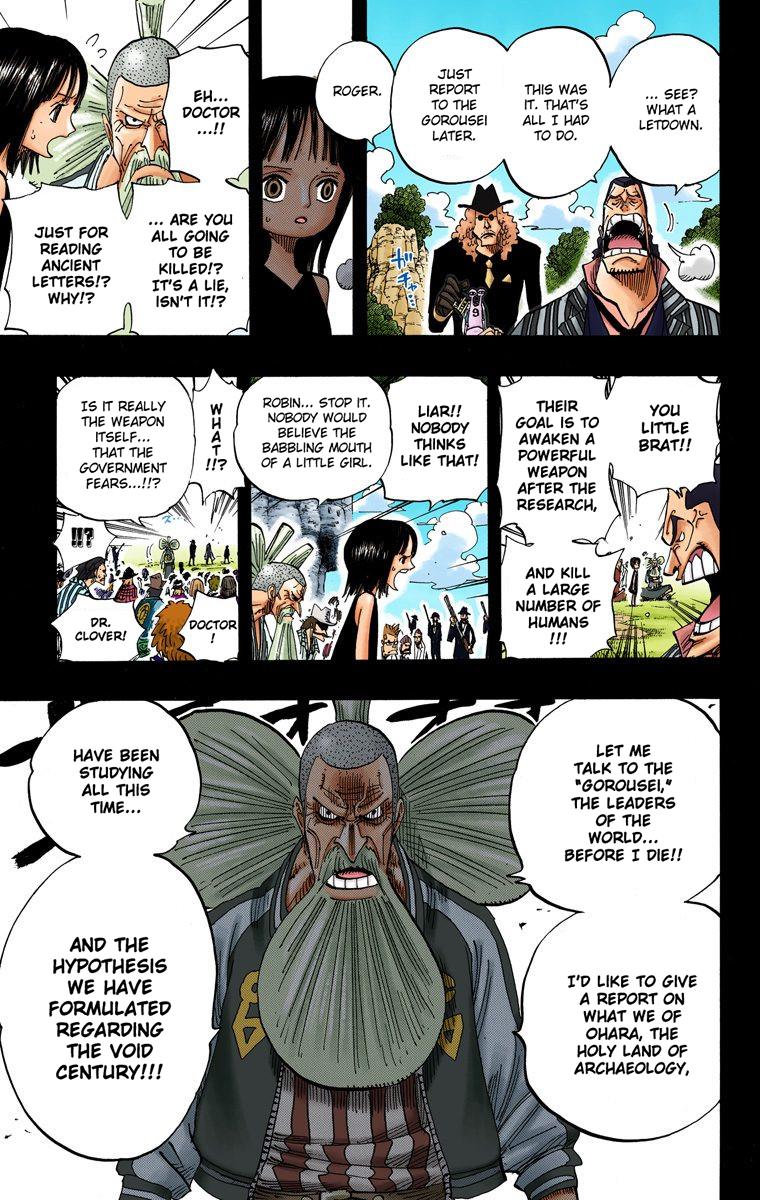 ... SEE?
WHAT A
LETDOWN.
THIS WAS
IT. THAT'S
ALL I HAD
TO DO.
JUST
REPORT
TO THE
GOROUSEI
LATER.
ROGER.
ガチャ…
EH...
DOCTOR
...!!
... ARE YOU
ALL GOING
TO BE
KILLED!?
IT'S A LIE,
ISN'T IT!?
JUST FOR
READING
ANCIENT
LETTERS!?
WHY!?
YOU
LITTLE
BRAT!!
THEIR
GOAL IS TO
AWAKEN A
POWERFUL
WEAPON
AFTER THE
RESEARCH,
AND KILL
A LARGE
NUMBER OF
HUMANS
!!!
LIAR!!
NOBODY
THINKS
LIKE THAT!
ROBIN... STOP IT.
NOBODY WOULD
BELIEVE THE
BABBLING MOUTH
OF A LITTLE GIRL.
W
H
A
T
!!?
IS IT REALLY
THE WEAPON
ITSELF...
THAT THE
GOVERNMENT
FEARS...!!?
!!?
DOCTOR
!
DR.
CLOVER!
LET ME
TALK TO THE
"GOROUSEI,"
THE LEADERS
OF THE
WORLD...
BEFORE I DIE!!
I'D LIKE TO GIVE
A REPORT ON
WHAT WE OF
OHARA, THE
HOLY LAND OF
ARCHAEOLOGY,
HAVE BEEN
STUDYING
ALL THIS
TIME...
AND THE
HYPOTHESIS
WE HAVE
FORMULATED
REGARDING
THE VOID
CENTURY!!!